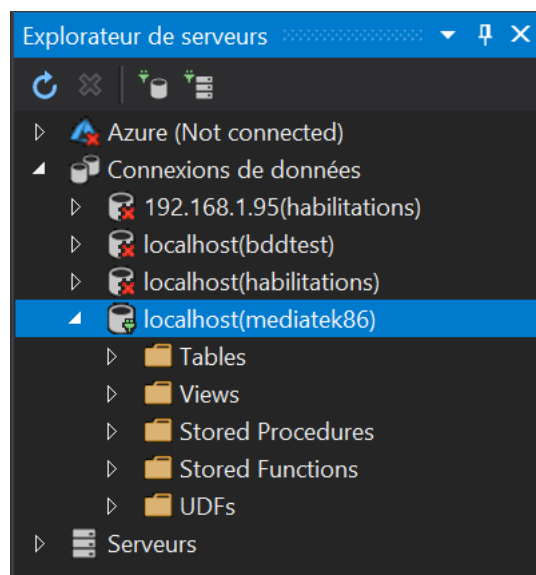 Explorateur de serveurs
Azure (Not connected)
Connexions de données
192.168.1.95(habilitations)
localhost(bddtest)
localhost(habilitations)
localhost(mediatek86)
Tables
Views
Stored Procedures
Stored Functions
UDFs
Serveurs